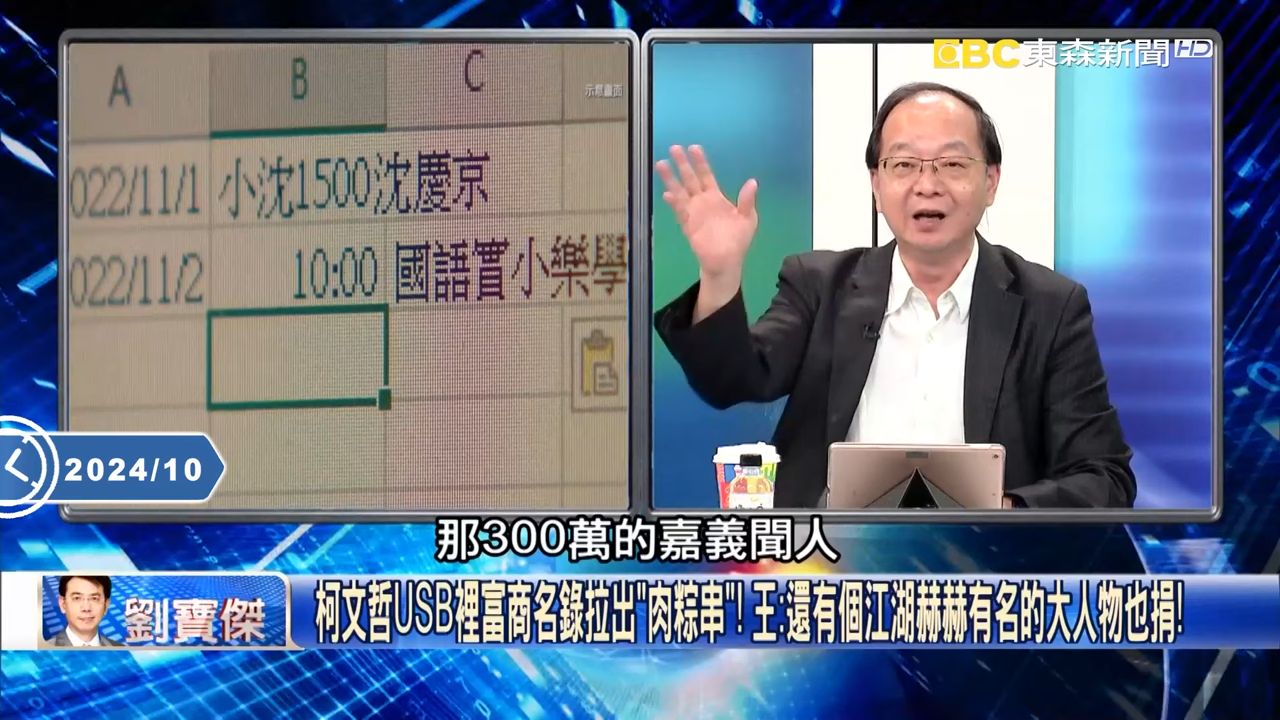 EBC東森新聞HD
A B C
示意畫面
022/11/1 小沈1500沈慶京
022/11/2 10:00 國語實小樂學
2024/10
那300萬的嘉義聞人
劉寶傑
柯文哲USB裡富商名錄拉出"肉粽串"! 王:還有個江湖赫赫有名的大人物也捐!